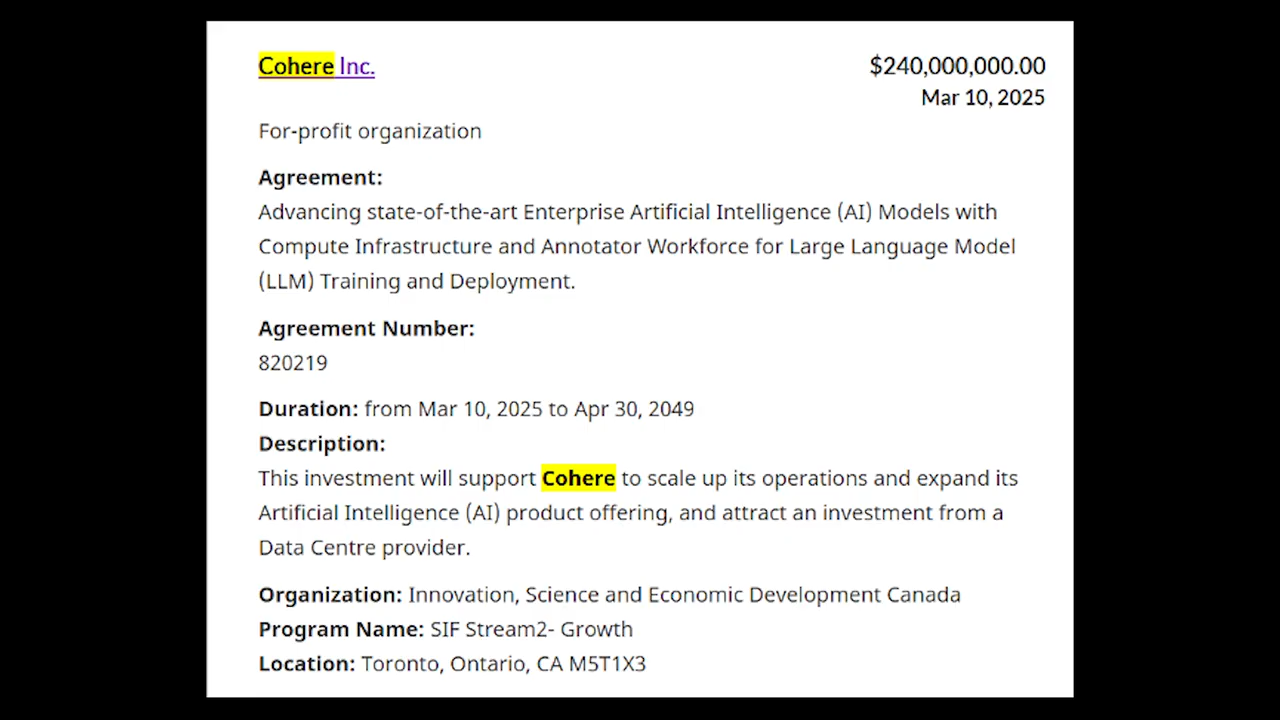 Cohere Inc.
$240,000,000.00
Mar 10, 2025
For-profit organization
Agreement:
Advancing state-of-the-art Enterprise Artificial Intelligence (AI) Models with
Compute Infrastructure and Annotator Workforce for Large Language Model
(LLM) Training and Deployment.
Agreement Number:
820219
Duration: from Mar 10, 2025 to Apr 30, 2049
Description:
This investment will support Cohere to scale up its operations and expand its
Artificial Intelligence (AI) product offering, and attract an investment from a
Data Centre provider.
Organization: Innovation, Science and Economic Development Canada
Program Name: SIF Stream2- Growth
Location: Toronto, Ontario, CA M5T1X3